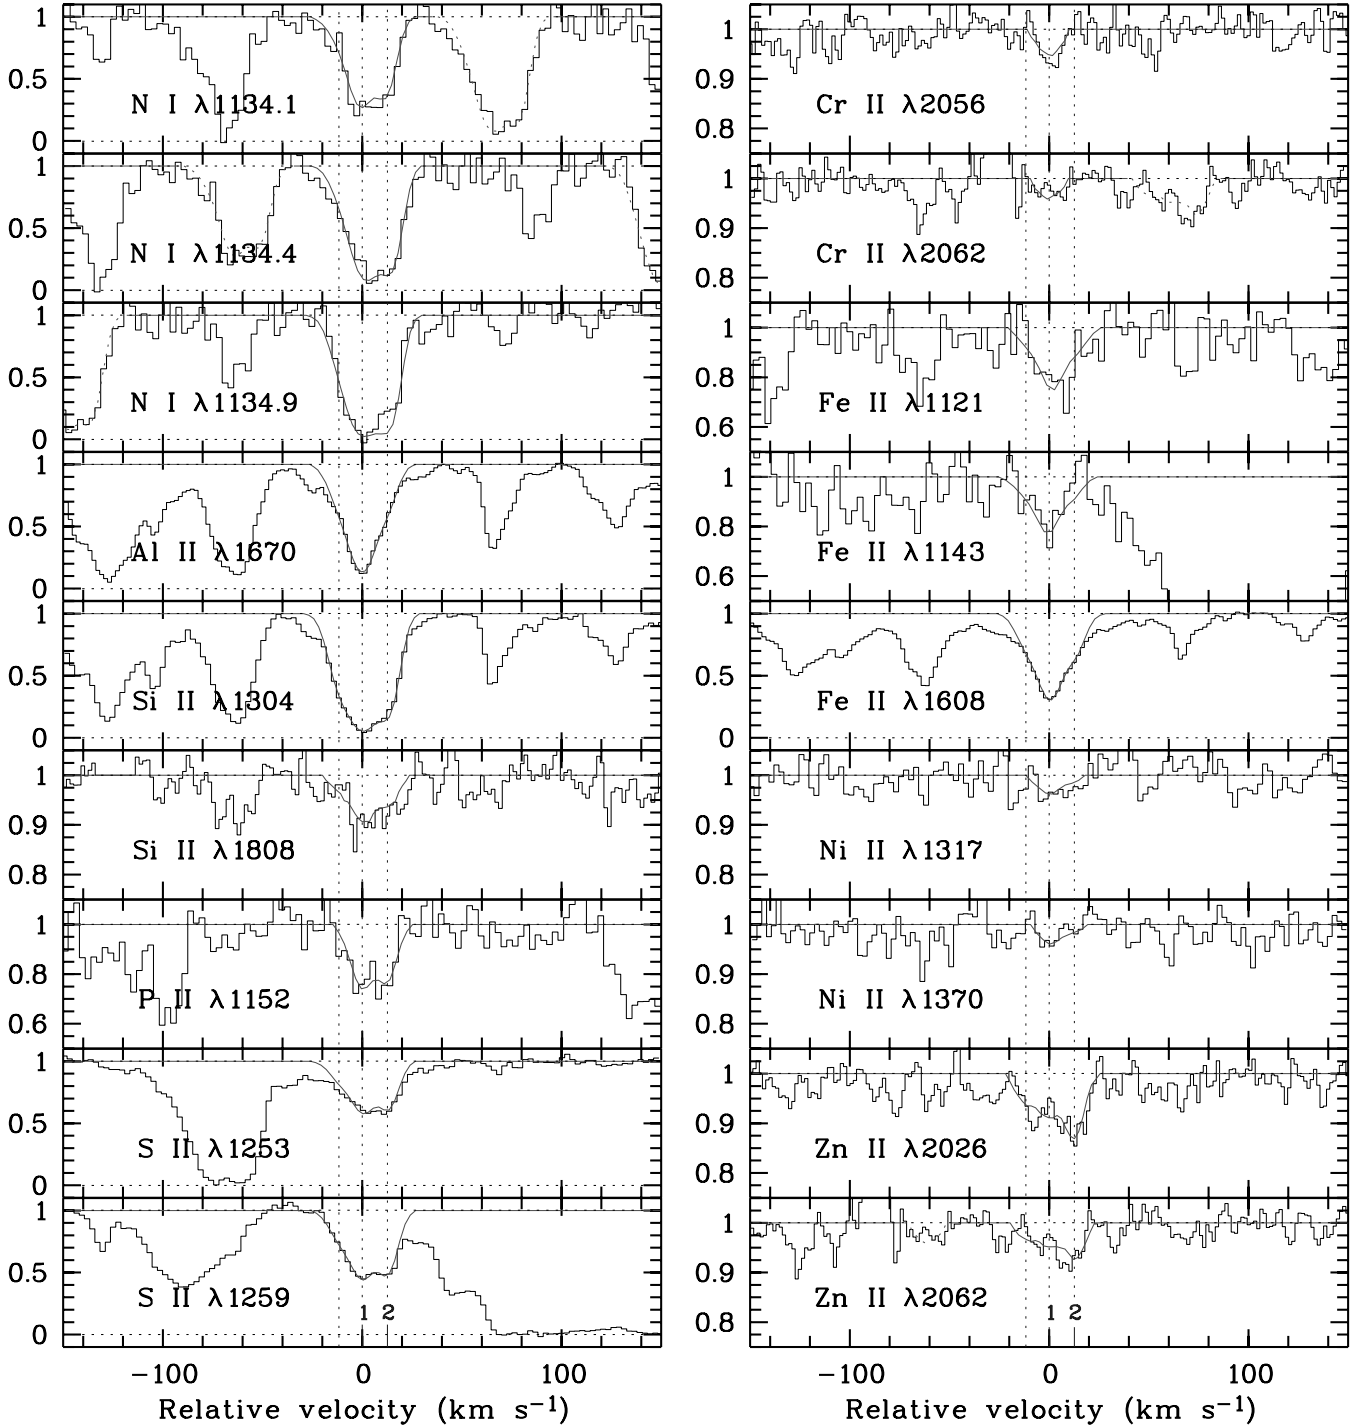 1
0.5
0
N I λ1134.1
1
0.5
0
N I λ1134.4
1
0.5
0
N I λ1134.9
1
0.5
0
Al II λ1670
1
0.5
0
Si II λ1304
1
0.9
0.8
Si II λ1808
1
0.8
0.6
P II λ1152
1
0.5
0
S II λ1253
1
0.5
0
S II λ1259
1 2
−100 0 100
Relative velocity (km s⁻¹)
1
0.9
0.8
Cr II λ2056
1
0.9
0.8
Cr II λ2062
1
0.8
0.6
Fe II λ1121
1
0.8
0.6
Fe II λ1143
1
0.5
0
Fe II λ1608
1
0.9
0.8
Ni II λ1317
1
0.9
0.8
Ni II λ1370
1
0.9
0.8
Zn II λ2026
1
0.9
0.8
Zn II λ2062
1 2
−100 0 100
Relative velocity (km s⁻¹)